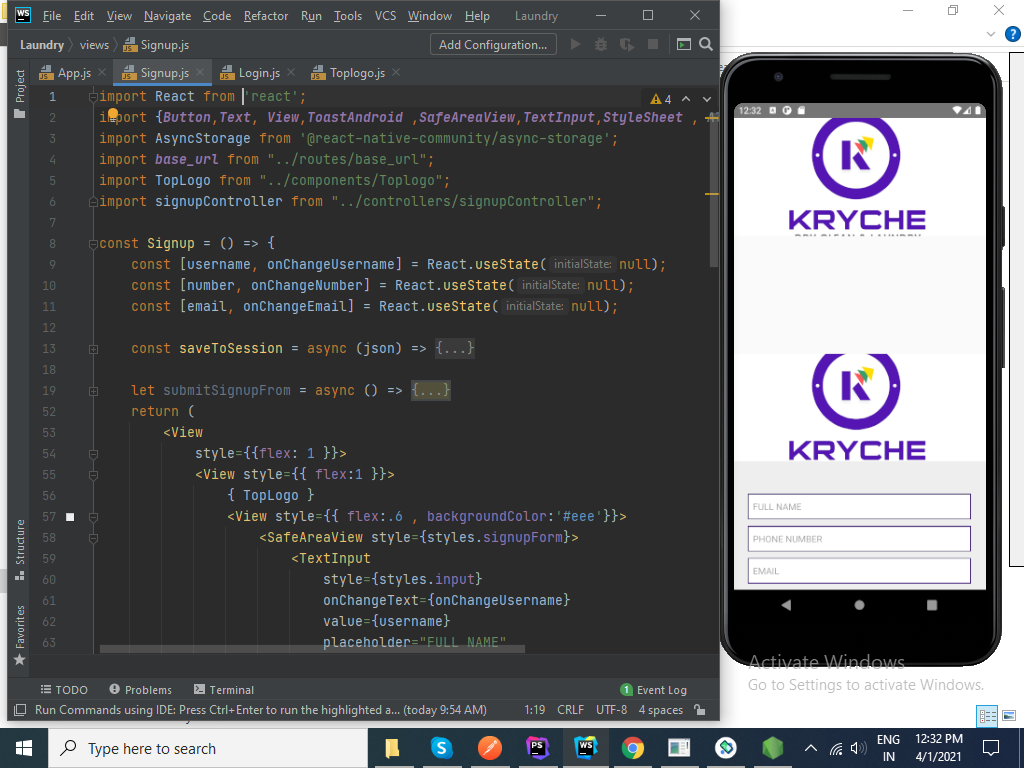 File Edit View Navigate Code Refactor Run Tools VCS Window Help Laundry
Laundry views Signup.js Add Configuration...
App.js Signup.js Login.js Toplogo.js
Project
1 import React from 'react';
4
2 import {Button,Text, View,ToastAndroid ,SafeAreaView,TextInput,StyleSheet ,
3 import AsyncStorage from '@react-native-community/async-storage';
4 import base_url from "../routes/base_url";
5 import TopLogo from "../components/Toplogo";
6 import signupController from "../controllers/signupController";
7
8 const Signup = () => {
9 const [username, onChangeUsername] = React.useState( initialState: null);
10 const [number, onChangeNumber] = React.useState( initialState: null);
11 const [email, onChangeEmail] = React.useState( initialState: null);
12
13 const saveToSession = async (json) => {...}
18
19 let submitSignupFrom = async () => {...}
52 return (
53 <View
54 style={{flex: 1 }}>
55 <View style={{ flex:1 }}>
56 { TopLogo }
57 <View style={{ flex:.6 , backgroundColor:'#eee'}}>
58 <SafeAreaView style={styles.signupForm}>
59 <TextInput
60 style={styles.input}
61 onChangeText={onChangeUsername}
62 value={username}
63 placeholder="FULL NAME"
Structure
Favorites
TODO Problems Terminal 1 Event Log
Run Commands using IDE: Press Ctrl+Enter to run the highlighted a... (today 9:54 AM) 1:19 CRLF UTF-8 4 spaces
12:32
K
KRYCHE
DRY CLEAN & LAUNDRY
K
KRYCHE
FULL NAME
PHONE NUMBER
EMAIL
Activate Windows
Go to Settings to activate Windows.
Type here to search
PS
WS
ENG
IN
12:32 PM
4/1/2021